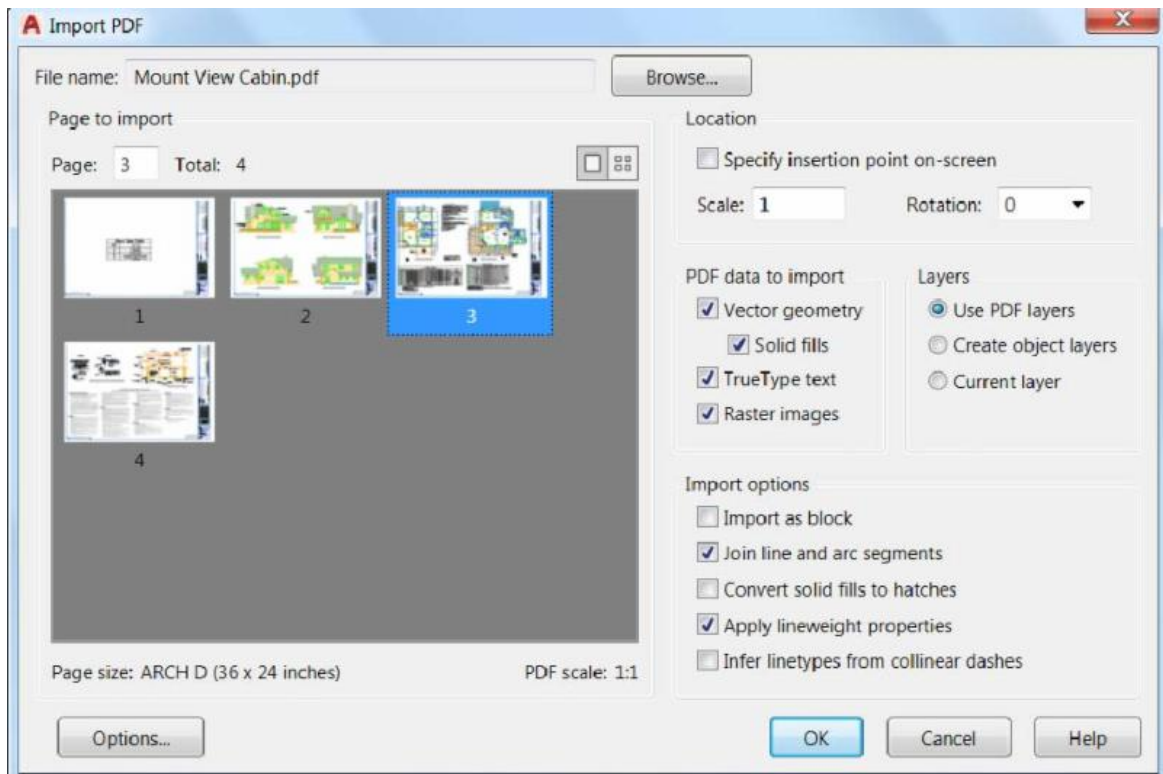 Import PDF
File name: Mount View Cabin.pdf Browse...
Page to import
Page: 3 Total: 4
1 2 3
4
Page size: ARCH D (36 x 24 inches) PDF scale: 1:1
Location
Specify insertion point on-screen
Scale: 1 Rotation: 0
PDF data to import
Vector geometry
Solid fills
TrueType text
Raster images
Layers
Use PDF layers
Create object layers
Current layer
Import options
Import as block
Join line and arc segments
Convert solid fills to hatches
Apply lineweight properties
Infer linetypes from collinear dashes
Options... OK Cancel Help